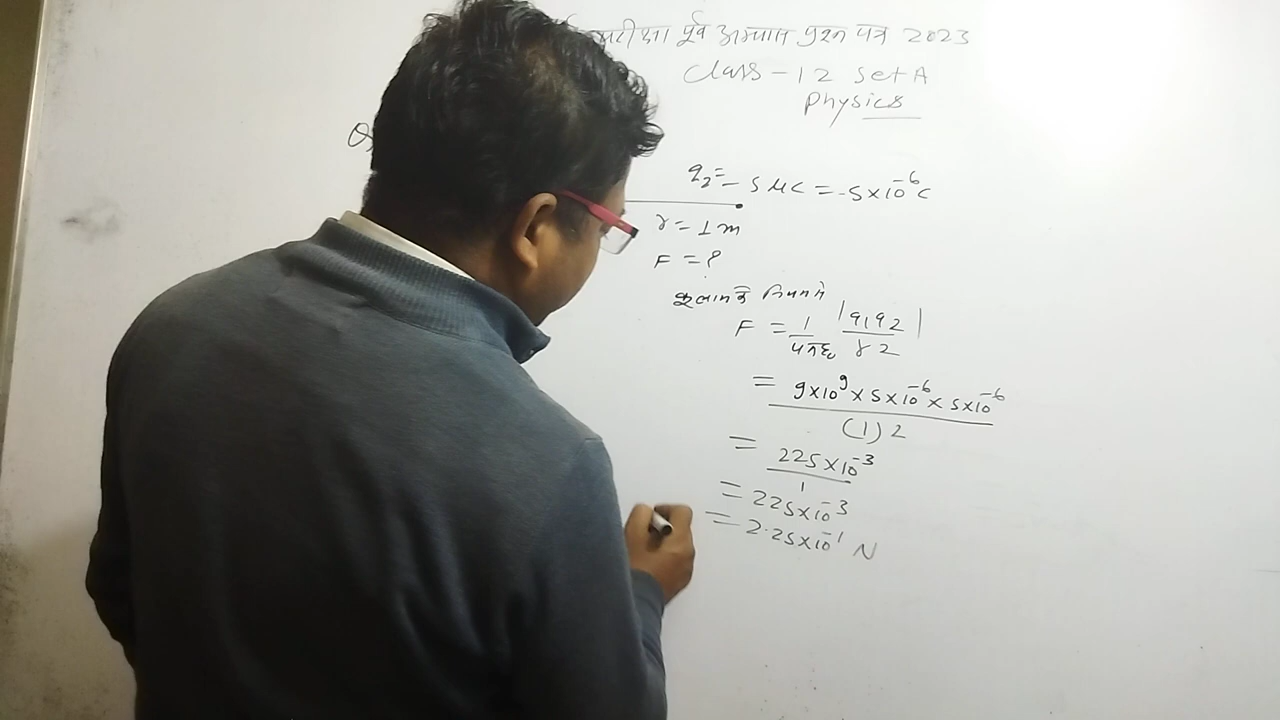 परीक्षा पूर्व अभ्यास प्रश्न पत्र 2023
Class - 12 Set A
Physics
Q
q2 = - 5 μC = -5×10⁻⁶ C
r = 1 m
F = ?
कूलाम के नियम से
F = 1/4πε₀ |q1q2|/r2
= 9×10⁹ × 5×10⁻⁶ × 5×10⁻⁶ / (1)2
= 225×10⁻³ / 1
= 225×10⁻³
= 2.25×10⁻¹ N